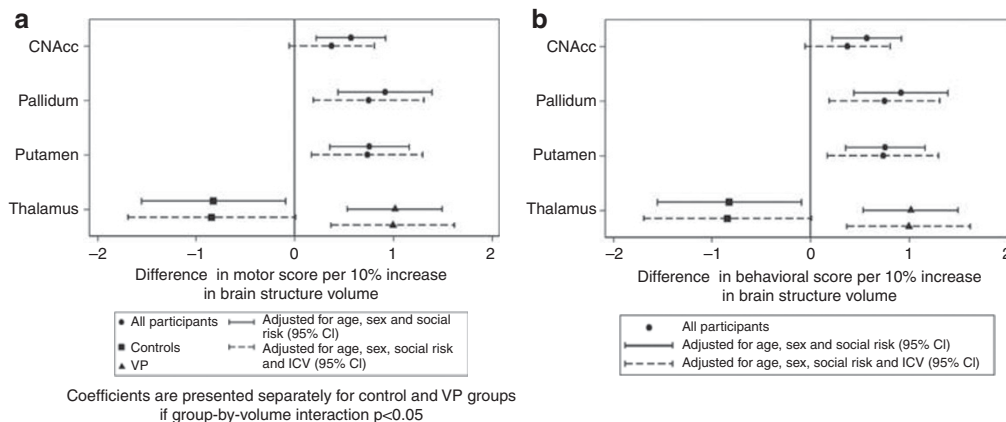 a
CNAcc
Pallidum
Putamen
Thalamus
−2 −1 0 1 2
Difference in motor score per 10% increase
in brain structure volume
All participants
Controls
VP
Adjusted for age, sex and social
risk (95% CI)
Adjusted for age, sex, social risk
and ICV (95% CI)
Coefficients are presented separately for control and VP groups
if group-by-volume interaction p<0.05
b
CNAcc
Pallidum
Putamen
Thalamus
−2 −1 0 1 2
Difference in behavioral score per 10% increase
in brain structure volume
All participants
Adjusted for age, sex and social risk (95% CI)
Adjusted for age, sex, social risk and ICV (95% CI)